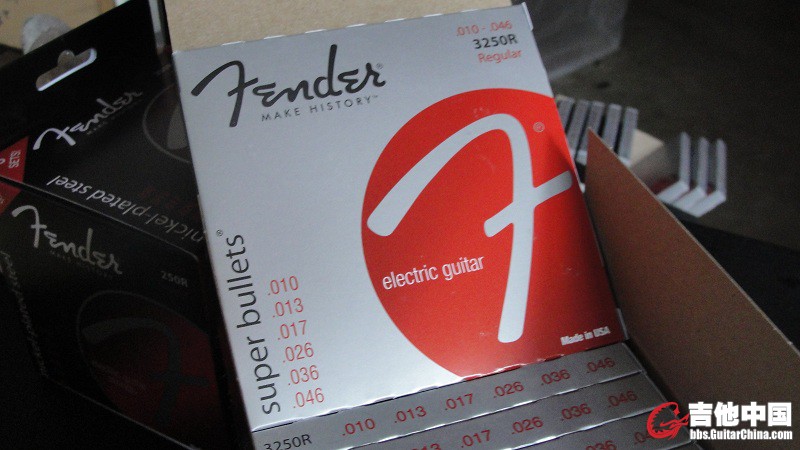 Fender®
MAKE HISTORY™
.010 - .046
3250R
Regular
super bullets®
.010
.013
.017
.026
.036
.046
electric guitar
Made in USA
3250R .010 .013 .017 .026 .036 .046
.017 .026 .036 .046
Fender
nickel-plated steel
Fender®
MAKE HISTORY
250R
吉他中国
bbs.GuitarChina.com